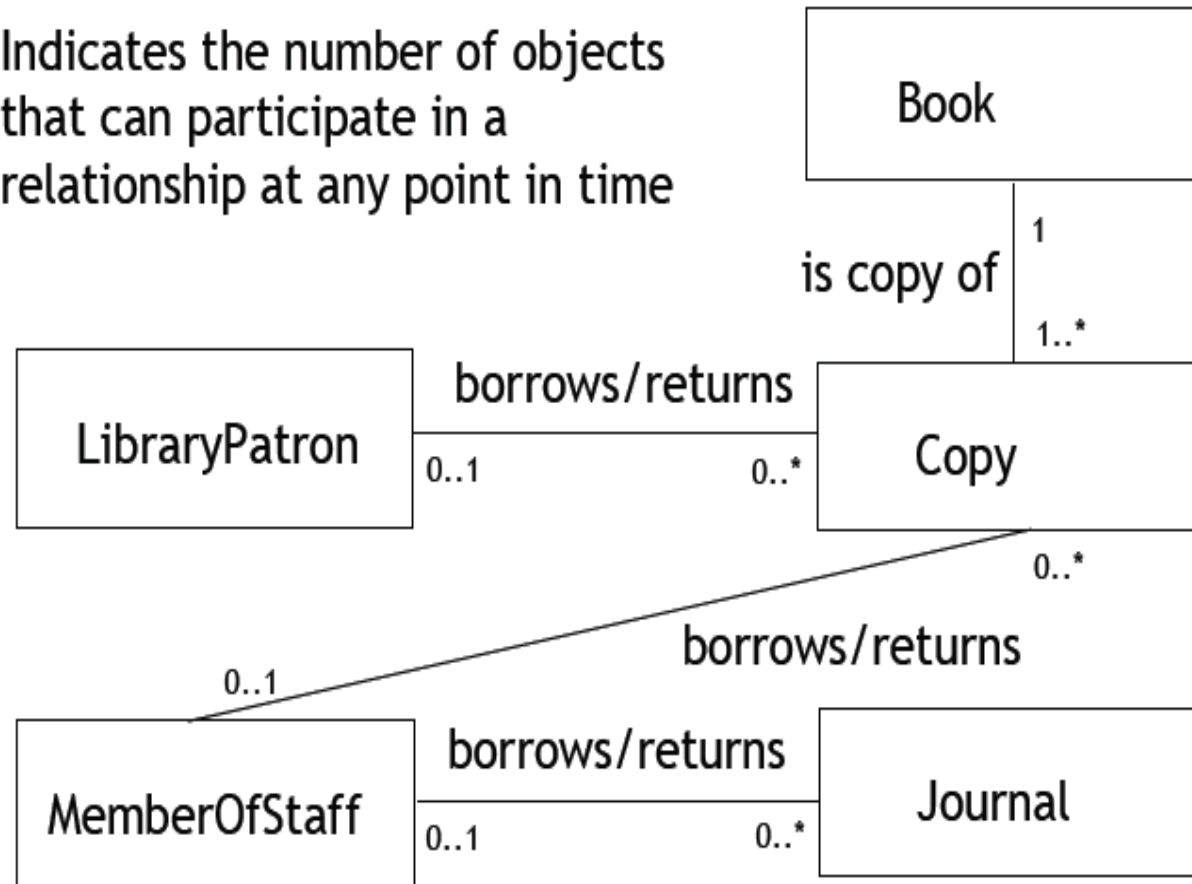 Indicates the number of objects
that can participate in a
relationship at any point in time
Book
1
is copy of
1..*
borrows/returns
LibraryPatron
0..1
0..*
Copy
0..*
borrows/returns
0..1
borrows/returns
MemberOfStaff
0..1
0..*
Journal